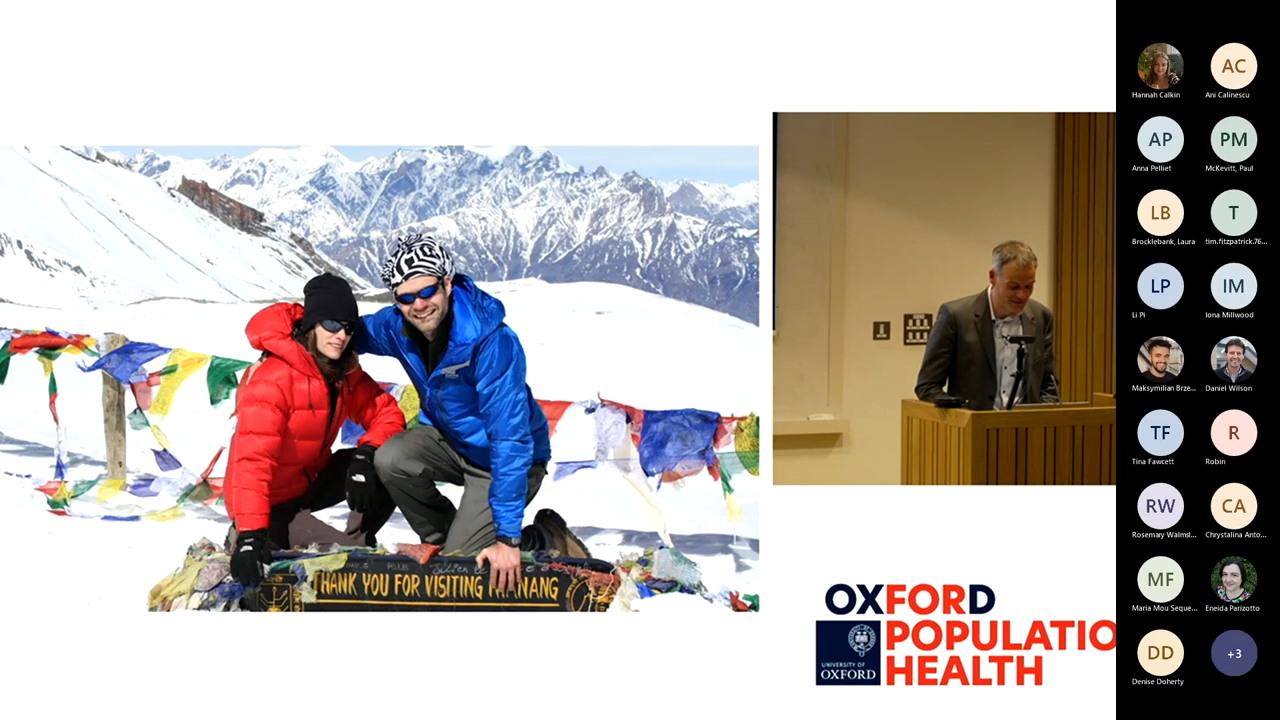 THANK YOU FOR VISITING MANANG
OXFORD
POPULATIO
HEALTH
UNIVERSITY OF
OXFORD
Hannah Calkin
AC
Ani Calinescu
AP
Anna Pelliet
PM
McKevitt, Paul
LB
Brocklebank, Laura
T
tim.fitzpatrick.76...
LP
Li Pi
IM
Iona Millwood
Maksymilian Brze...
Daniel Wilson
TF
Tina Fawcett
R
Robin
RW
Rosemary Walmsl...
CA
Chrystalina Anto...
MF
Maria Mou Seque...
Eneida Parizotto
DD
Denise Doherty
+3